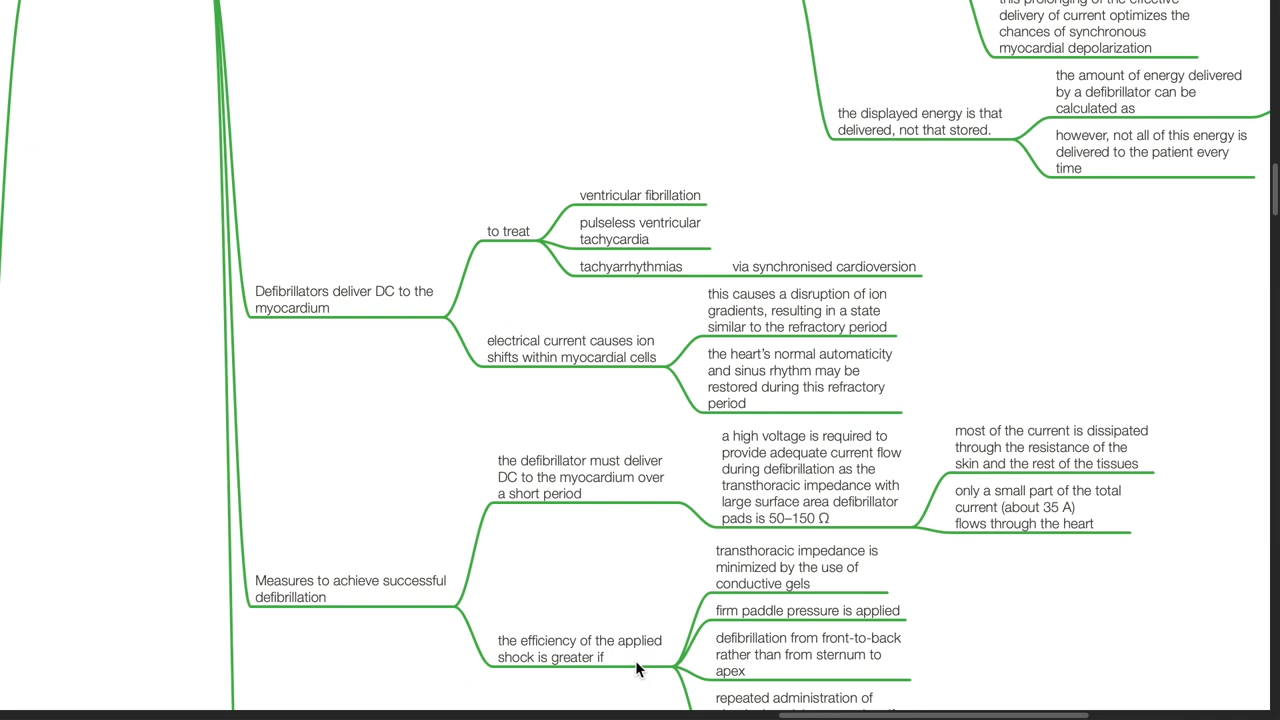 this prolonging of the effective
delivery of current optimizes the
chances of synchronous
myocardial depolarization
the displayed energy is that
delivered, not that stored.
the amount of energy delivered
by a defibrillator can be
calculated as
however, not all of this energy is
delivered to the patient every
time
Defibrillators deliver DC to the
myocardium
to treat
ventricular fibrillation
pulseless ventricular
tachycardia
tachyarrhythmias
via synchronised cardioversion
electrical current causes ion
shifts within myocardial cells
this causes a disruption of ion
gradients, resulting in a state
similar to the refractory period
the heart's normal automaticity
and sinus rhythm may be
restored during this refractory
period
Measures to achieve successful
defibrillation
the defibrillator must deliver
DC to the myocardium over
a short period
a high voltage is required to
provide adequate current flow
during defibrillation as the
transthoracic impedance with
large surface area defibrillator
pads is 50–150 Ω
most of the current is dissipated
through the resistance of the
skin and the rest of the tissues
only a small part of the total
current (about 35 A)
flows through the heart
the efficiency of the applied
shock is greater if
transthoracic impedance is
minimized by the use of
conductive gels
firm paddle pressure is applied
defibrillation from front-to-back
rather than from sternum to
apex
repeated administration of